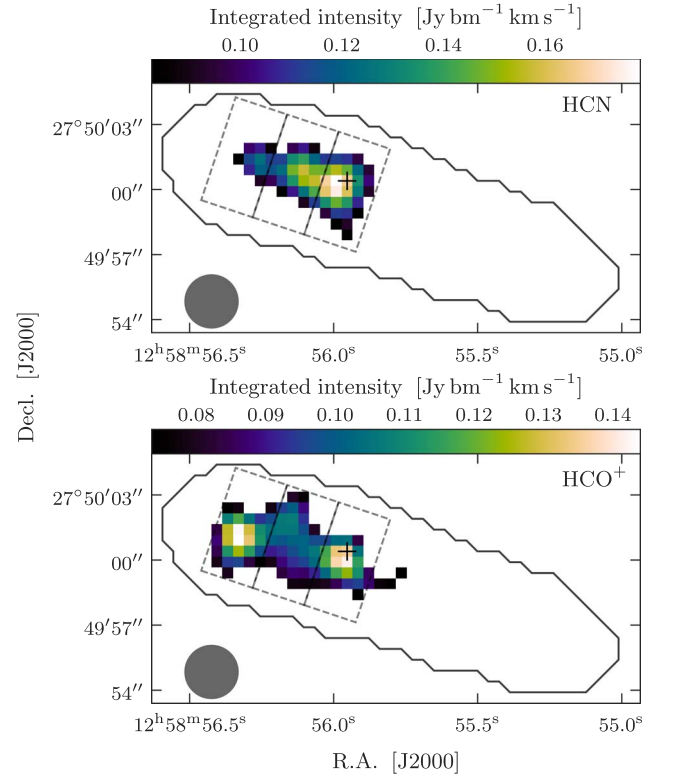 Integrated intensity [Jy bm⁻¹ km s⁻¹]
0.10 0.12 0.14 0.16
HCN
27°50′03″
00″
49′57″
54″
12ʰ58ᵐ56.5ˢ 56.0ˢ 55.5ˢ 55.0ˢ
Decl. [J2000]
Integrated intensity [Jy bm⁻¹ km s⁻¹]
0.08 0.09 0.10 0.11 0.12 0.13 0.14
HCO⁺
27°50′03″
00″
49′57″
54″
12ʰ58ᵐ56.5ˢ 56.0ˢ 55.5ˢ 55.0ˢ
R.A. [J2000]